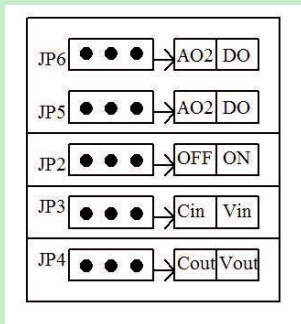 JP6 AO2 DO
JP5 AO2 DO
JP2 OFF ON
JP3 Cin Vin
JP4 Cout Vout